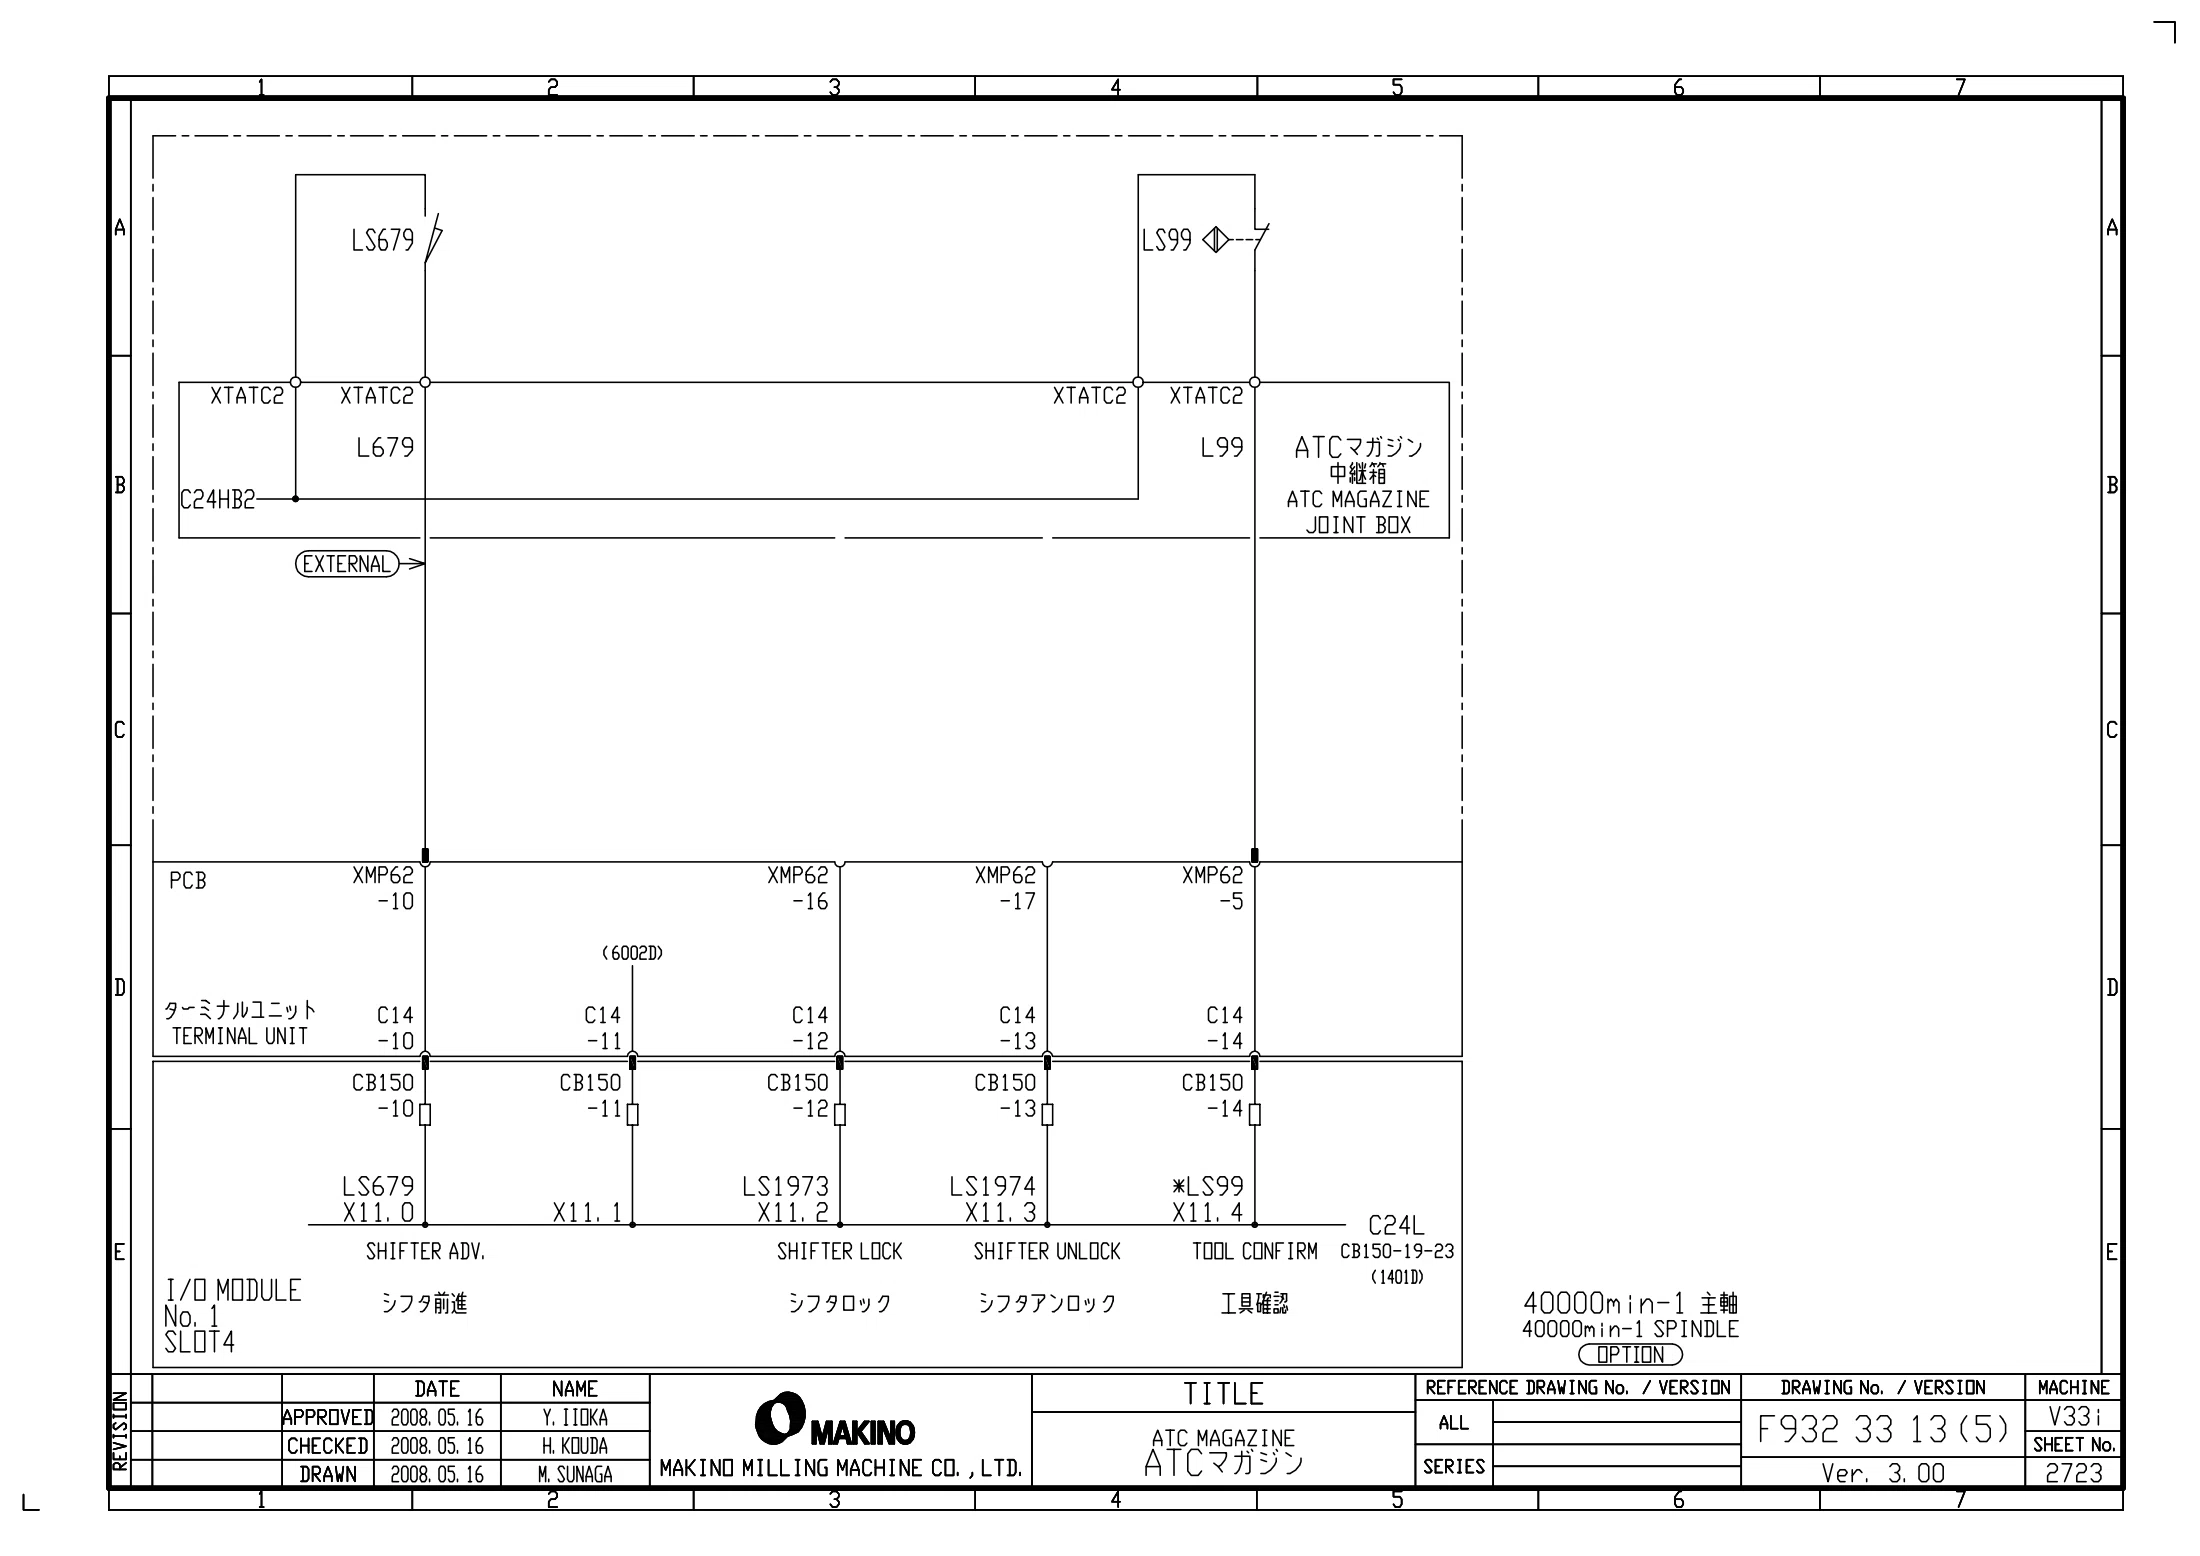 1 2 3 4 5 6 7
A A
LS679 LS99
XTATC2 XTATC2 XTATC2 XTATC2
L679 L99 ATCマガジン
中継箱
B B
C24HB2 ATC MAGAZINE
JOINT BOX
EXTERNAL
C C
PCB XMP62 XMP62 XMP62 XMP62
-10 -16 -17 -5
(6002D)
D D
ターミナルユニット C14 C14 C14 C14 C14
TERMINAL UNIT -10 -11 -12 -13 -14
CB150 CB150 CB150 CB150 CB150
-10 -11 -12 -13 -14
LS679 LS1973 LS1974 *LS99
X11.0 X11.1 X11.2 X11.3 X11.4 C24L
E SHIFTER ADV. SHIFTER LOCK SHIFTER UNLOCK TOOL CONFIRM CB150-19-23 E
(1401D)
I/O MODULE シフタ前進 シフタロック シフタアンロック 工具確認 40000min-1 主軸
No.1 40000min-1 SPINDLE
SLOT4 OPTION
REVISION
DATE NAME
APPROVED 2008.05.16 Y.IIOKA
CHECKED 2008.05.16 H.KOUDA
DRAWN 2008.05.16 M.SUNAGA
MAKINO
MAKINO MILLING MACHINE CO.,LTD.
TITLE
ATC MAGAZINE
ATCマガジン
REFERENCE DRAWING No. / VERSION
ALL
SERIES
DRAWING No. / VERSION
F932 33 13(5)
Ver. 3.00
MACHINE
V33i
SHEET No.
2723
1 2 3 4 5 6 7